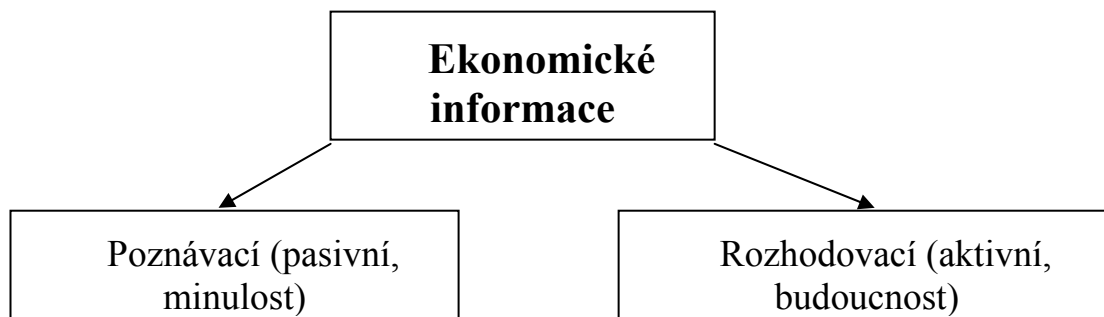 Ekonomické
informace
Poznávací (pasivní,
minulost)
Rozhodovací (aktivní,
budoucnost)